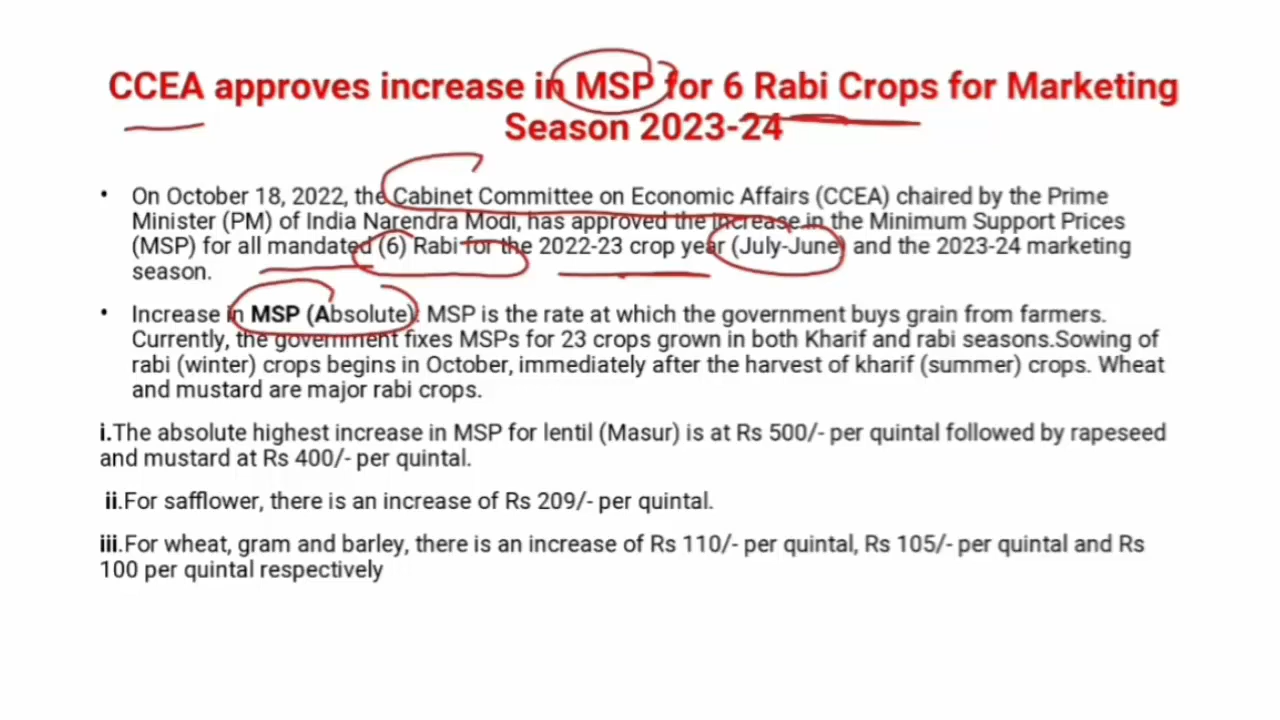 CCEA approves increase in MSP for 6 Rabi Crops for Marketing
Season 2023-24
• On October 18, 2022, the Cabinet Committee on Economic Affairs (CCEA) chaired by the Prime
Minister (PM) of India Narendra Modi, has approved the increase in the Minimum Support Prices
(MSP) for all mandated (6) Rabi for the 2022-23 crop year (July-June) and the 2023-24 marketing
season.
• Increase in MSP (Absolute): MSP is the rate at which the government buys grain from farmers.
Currently, the government fixes MSPs for 23 crops grown in both Kharif and rabi seasons.Sowing of
rabi (winter) crops begins in October, immediately after the harvest of kharif (summer) crops. Wheat
and mustard are major rabi crops.
i.The absolute highest increase in MSP for lentil (Masur) is at Rs 500/- per quintal followed by rapeseed
and mustard at Rs 400/- per quintal.
ii.For safflower, there is an increase of Rs 209/- per quintal.
iii.For wheat, gram and barley, there is an increase of Rs 110/- per quintal, Rs 105/- per quintal and Rs
100 per quintal respectively